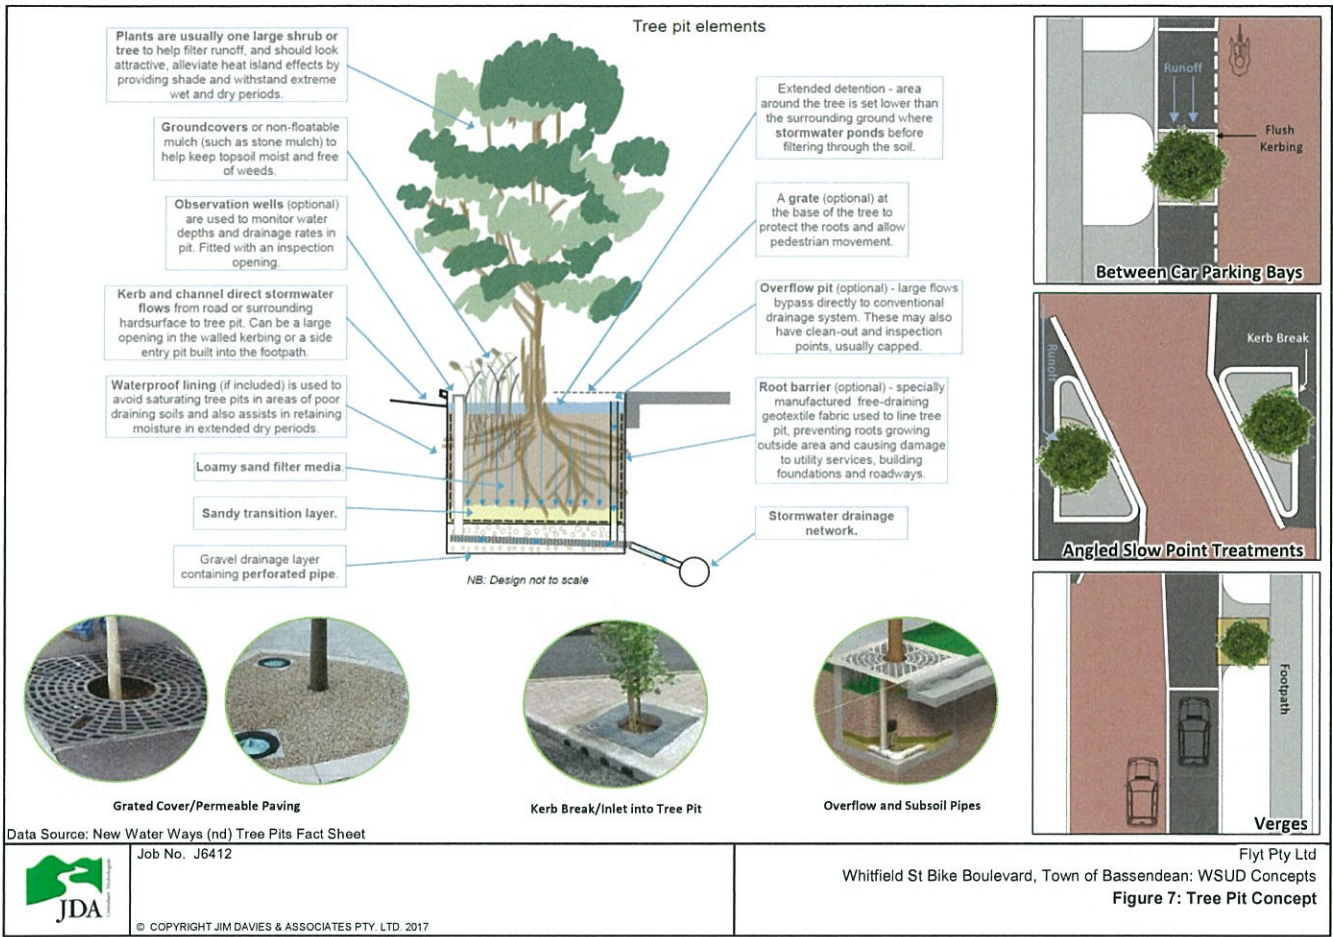 Tree pit elements
Plants are usually one large shrub or
tree to help filter runoff, and should look
attractive, alleviate heat island effects by
providing shade and withstand extreme
wet and dry periods.
Groundcovers or non-floatable
mulch (such as stone mulch) to
help keep topsoil moist and free
of weeds.
Observation wells (optional)
are used to monitor water
depths and drainage rates in
pit. Fitted with an inspection
opening.
Kerb and channel direct stormwater
flows from road or surrounding
hardsurface to tree pit. Can be a large
opening in the walled kerbing or a side
entry pit built into the footpath.
Waterproof lining (if included) is used to
avoid saturating tree pits in areas of poor
draining soils and also assists in retaining
moisture in extended dry periods.
Loamy sand filter media.
Sandy transition layer.
Gravel drainage layer
containing perforated pipe.
Extended detention - area
around the tree is set lower than
the surrounding ground where
stormwater ponds before
filtering through the soil.
A grate (optional) at
the base of the tree to
protect the roots and allow
pedestrian movement.
Overflow pit (optional) - large flows
bypass directly to conventional
drainage system. These may also
have clean-out and inspection
points, usually capped.
Root barrier (optional) - specially
manufactured free-draining
geotextile fabric used to line tree
pit, preventing roots growing
outside area and causing damage
to utility services, building
foundations and roadways.
Stormwater drainage
network.
NB: Design not to scale
Runoff
Flush
Kerbing
Between Car Parking Bays
Runoff
Kerb Break
Angled Slow Point Treatments
Footpath
Verges
Grated Cover/Permeable Paving
Kerb Break/Inlet into Tree Pit
Overflow and Subsoil Pipes
Data Source: New Water Ways (nd) Tree Pits Fact Sheet
JDA
Consultant Hydrologists
Job No. J6412
© COPYRIGHT JIM DAVIES & ASSOCIATES PTY. LTD. 2017
Flyt Pty Ltd
Whitfield St Bike Boulevard, Town of Bassendean: WSUD Concepts
Figure 7: Tree Pit Concept